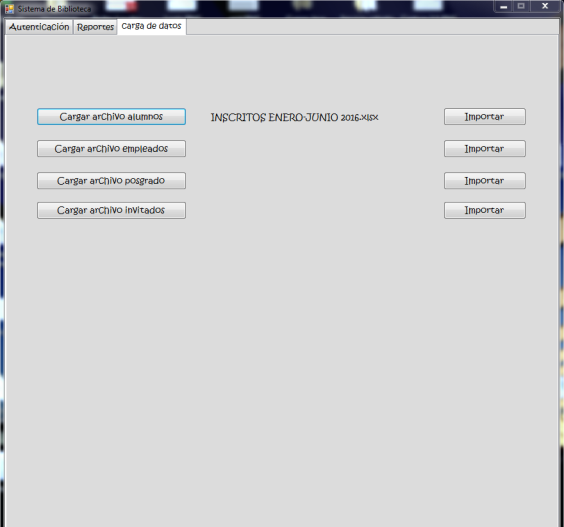 Sistema de Biblioteca
Autenticación Reportes Carga de datos
Cargar archivo alumnos INSCRITOS ENERO-JUNIO 2016.xlsx Importar
Cargar archivo empleados Importar
Cargar archivo posgrado Importar
Cargar archivo invitados Importar